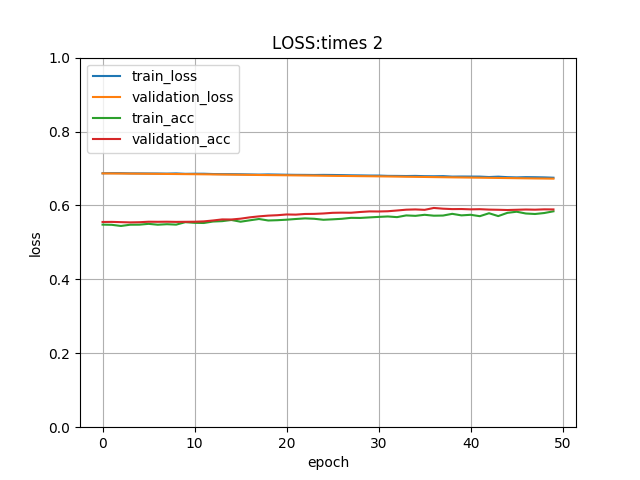 LOSS:times 2
1.0
0.8
0.6
0.4
0.2
0.0
loss
train_loss
validation_loss
train_acc
validation_acc
0 10 20 30 40 50
epoch